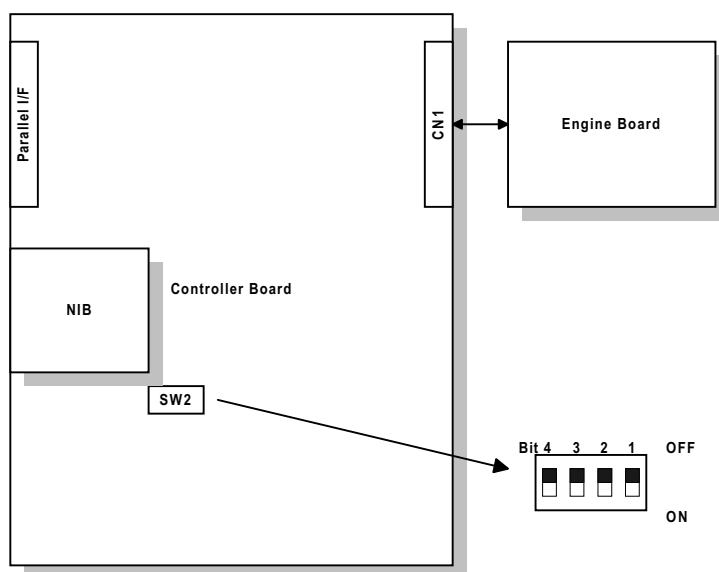 Parallel I/F
CN1
Engine Board
Controller Board
NIB
SW2
Bit 4 3 2 1 OFF
ON